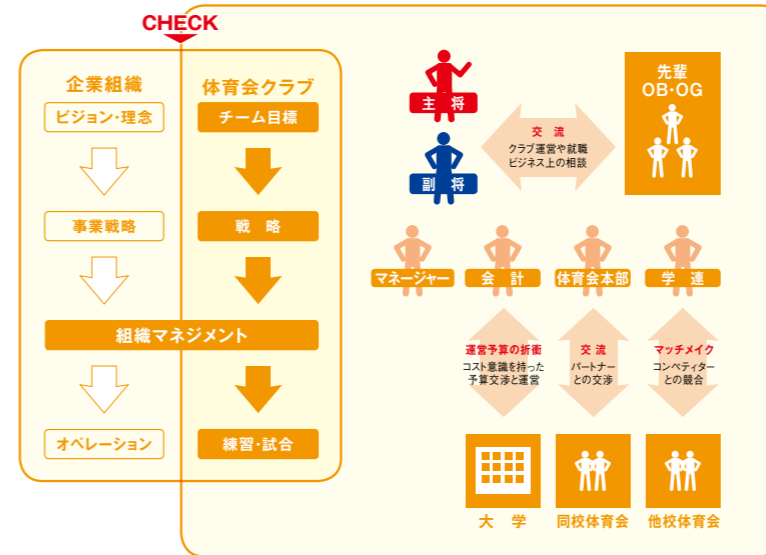 CHECK
企業組織
体育会クラブ
ビジョン・理念
チーム目標
事業戦略
戦 略
組織マネジメント
オペレーション
練習・試合
主 将
副 将
交 流
クラブ運営や就職
ビジネス上の相談
先輩
OB・OG
マネージャー
会 計
体育会本部
学 連
運営予算の折衝
コスト意識を持った
予算交渉と運営
交 流
パートナー
との交渉
マッチメイク
コンペティター
との競合
大 学
同校体育会
他校体育会